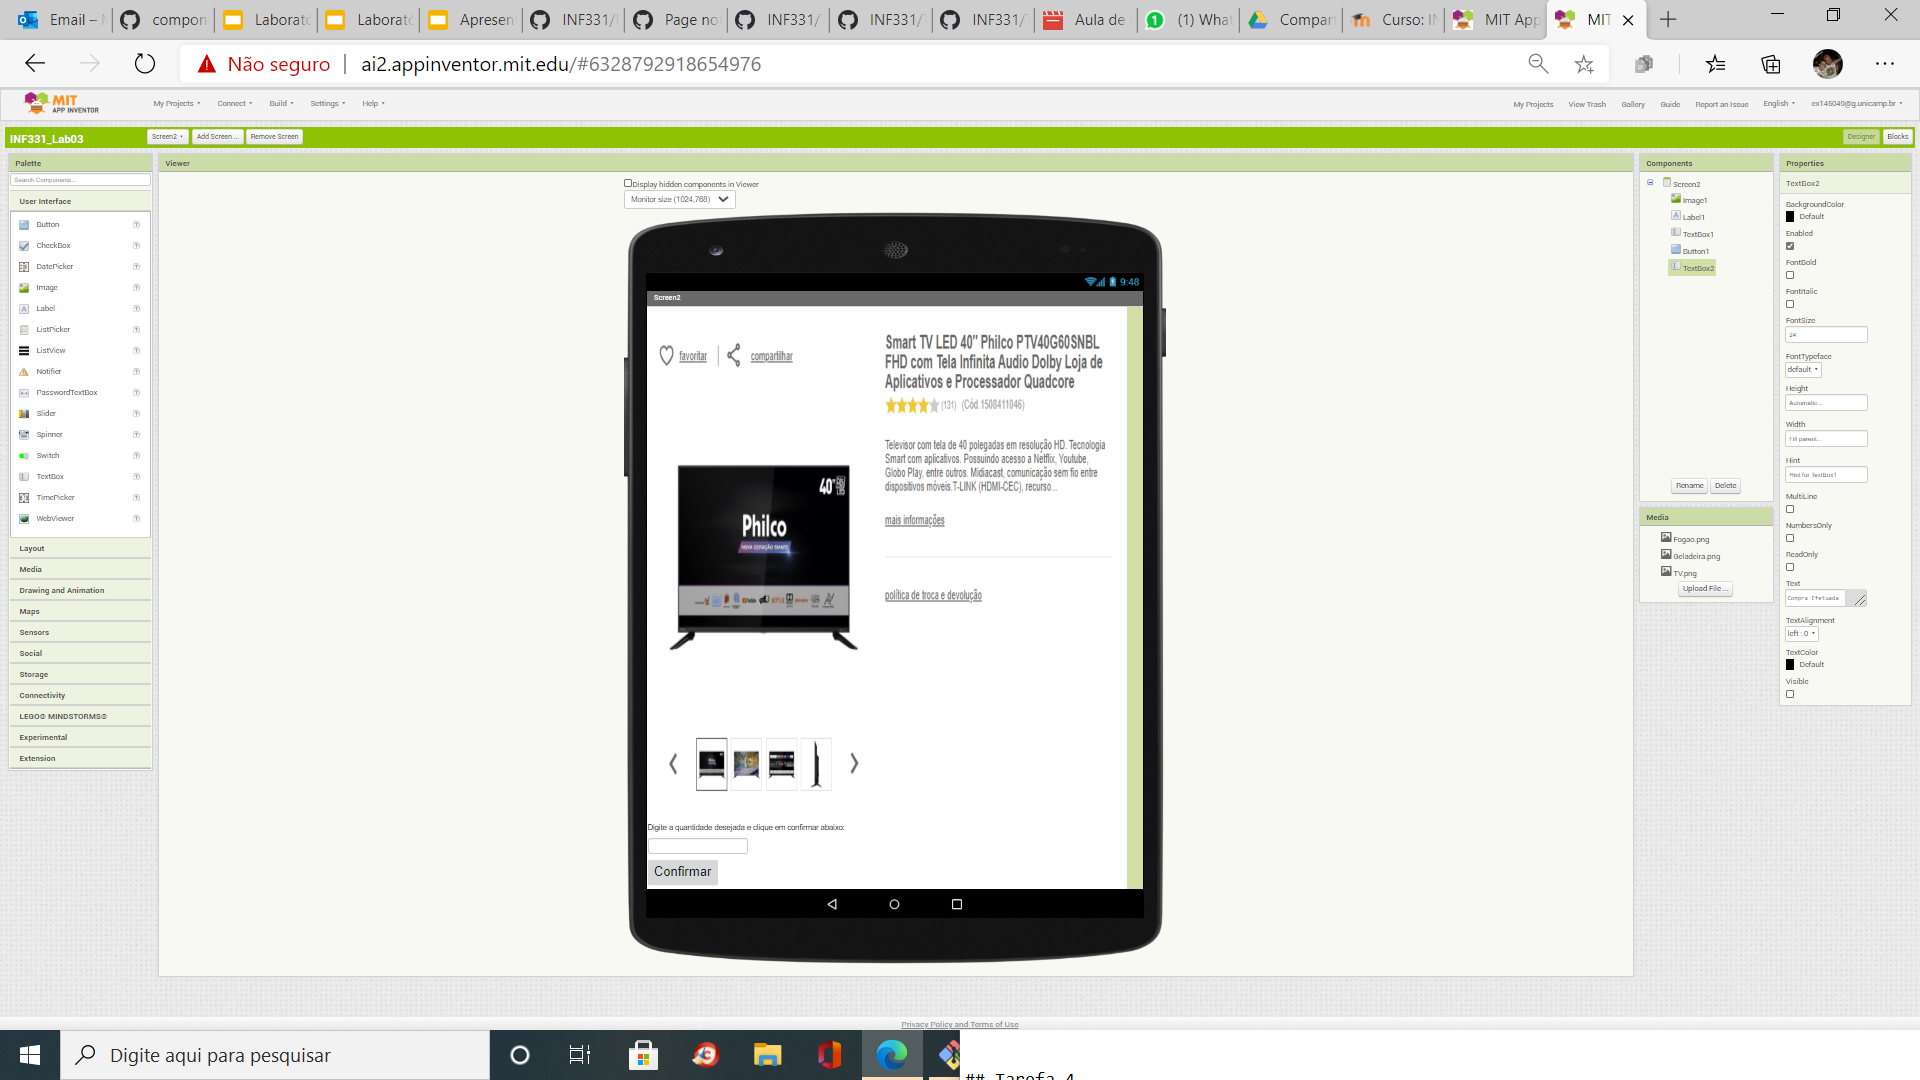 Email –
compon
Laborato
Laborato
Apresen
INF331/
Page no
INF331/
INF331/
INF331/
Aula de
(1) What
Compar
Curso: IN
MIT App
MIT
Não seguro | ai2.appinventor.mit.edu/#6328792918654976
MIT
APP INVENTOR
My Projects
Connect
Build
Settings
Help
My Projects
View Trash
Gallery
Guide
Report an Issue
English
ex146049@g.unicamp.br
INF331_Lab03
Screen2
Add Screen ...
Remove Screen
Designer
Blocks
Palette
Search Components...
User Interface
Button
CheckBox
DatePicker
Image
Label
ListPicker
ListView
Notifier
PasswordTextBox
Slider
Spinner
Switch
TextBox
TimePicker
WebViewer
Layout
Media
Drawing and Animation
Maps
Sensors
Social
Storage
Connectivity
LEGO® MINDSTORMS®
Experimental
Extension
Viewer
Display hidden components in Viewer
Monitor size (1024,768)
9:48
Screen2
favoritar
compartilhar
Smart TV LED 40" Philco PTV40G60SNBL
FHD com Tela Infinita Audio Dolby Loja de
Aplicativos e Processador Quadcore
(131) (Cód.1508411046)
Televisor com tela de 40 polegadas em resolução HD. Tecnologia
Smart com aplicativos. Possuindo acesso a Netflix, Youtube,
Globo Play, entre outros. Midiacast, comunicação sem fio entre
dispositivos móveis.T-LINK (HDMI-CEC), recurso...
mais informações
política de troca e devolução
40"
Philco
NOVA GERAÇÃO SMART
Digite a quantidade desejada e clique em confirmar abaixo:
Confirmar
Components
Screen2
Image1
Label1
TextBox1
Button1
TextBox2
Rename
Delete
Media
Fogao.png
Geladeira.png
TV.png
Upload File ...
Properties
TextBox2
BackgroundColor
Default
Enabled
FontBold
FontItalic
FontSize
24
FontTypeface
default
Height
Automatic...
Width
Fill parent...
Hint
Hint for TextBox1
MultiLine
NumbersOnly
ReadOnly
Text
Compra Efetuada
TextAlignment
left : 0
TextColor
Default
Visible
Privacy Policy and Terms of Use
Digite aqui para pesquisar
## Tarefa 4